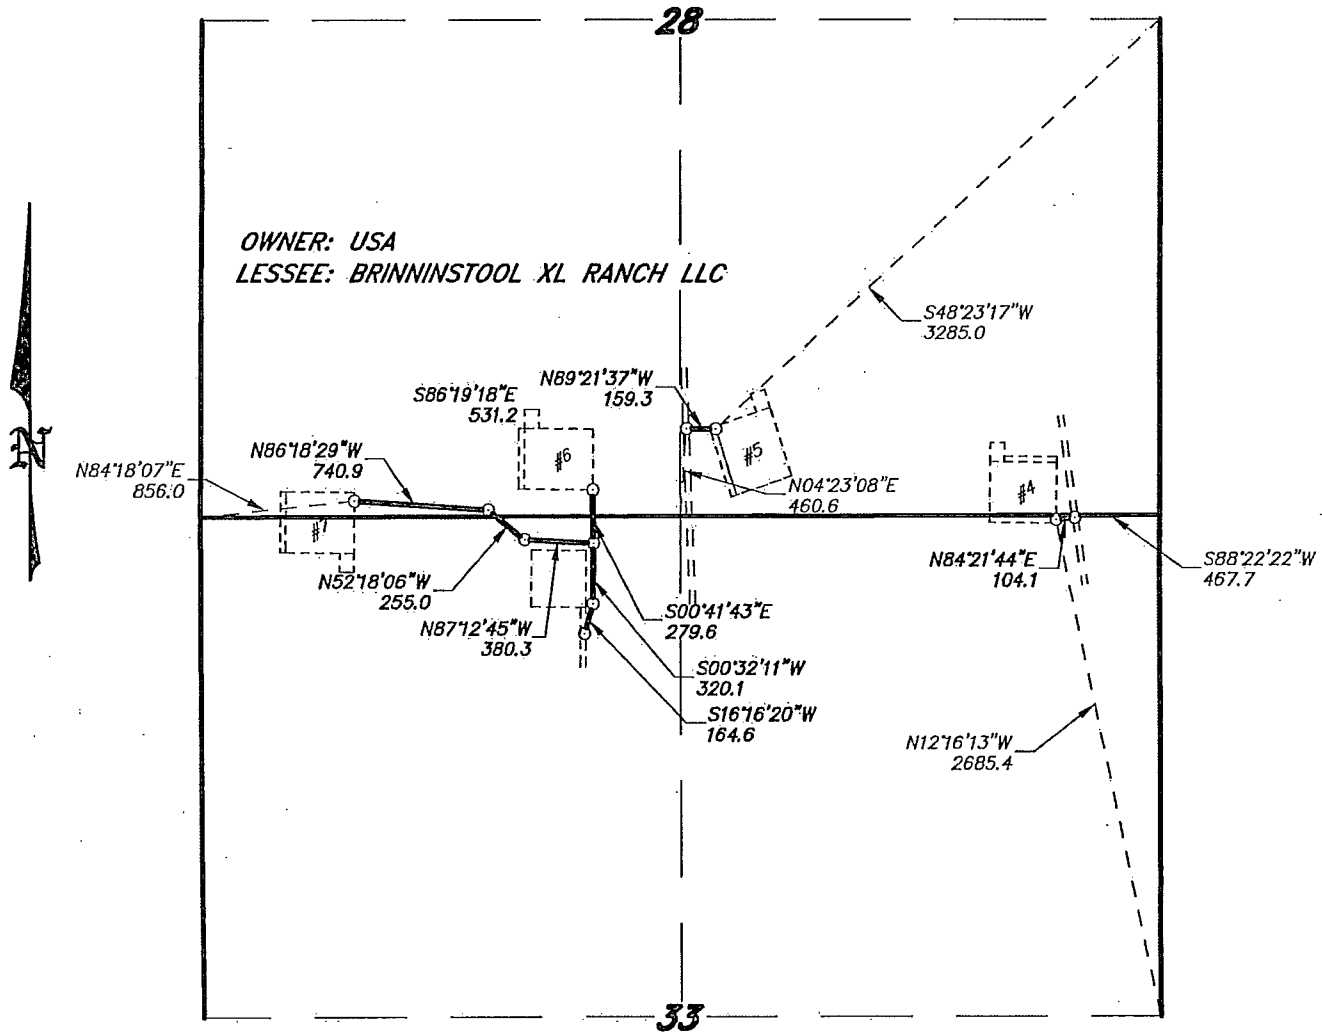 28
OWNER: USA
LESSEE: BRINNINSTOOL XL RANCH LLC
S48°23'17"W
3285.0
N89°21'37"W
159.3
S86°19'18"E
531.2
N86°18'29"W
740.9
#6
#5
N
N84°18'07"E
856.0
N04°23'08"E
460.6
#4
#7
N84°21'44"E
104.1
S88°22'22"W
467.7
N52°18'06"W
255.0
S00°41'43"E
279.6
N87°12'45"W
380.3
S00°32'11"W
320.1
S16°16'20"W
164.6
N12°16'13"W
2685.4
33